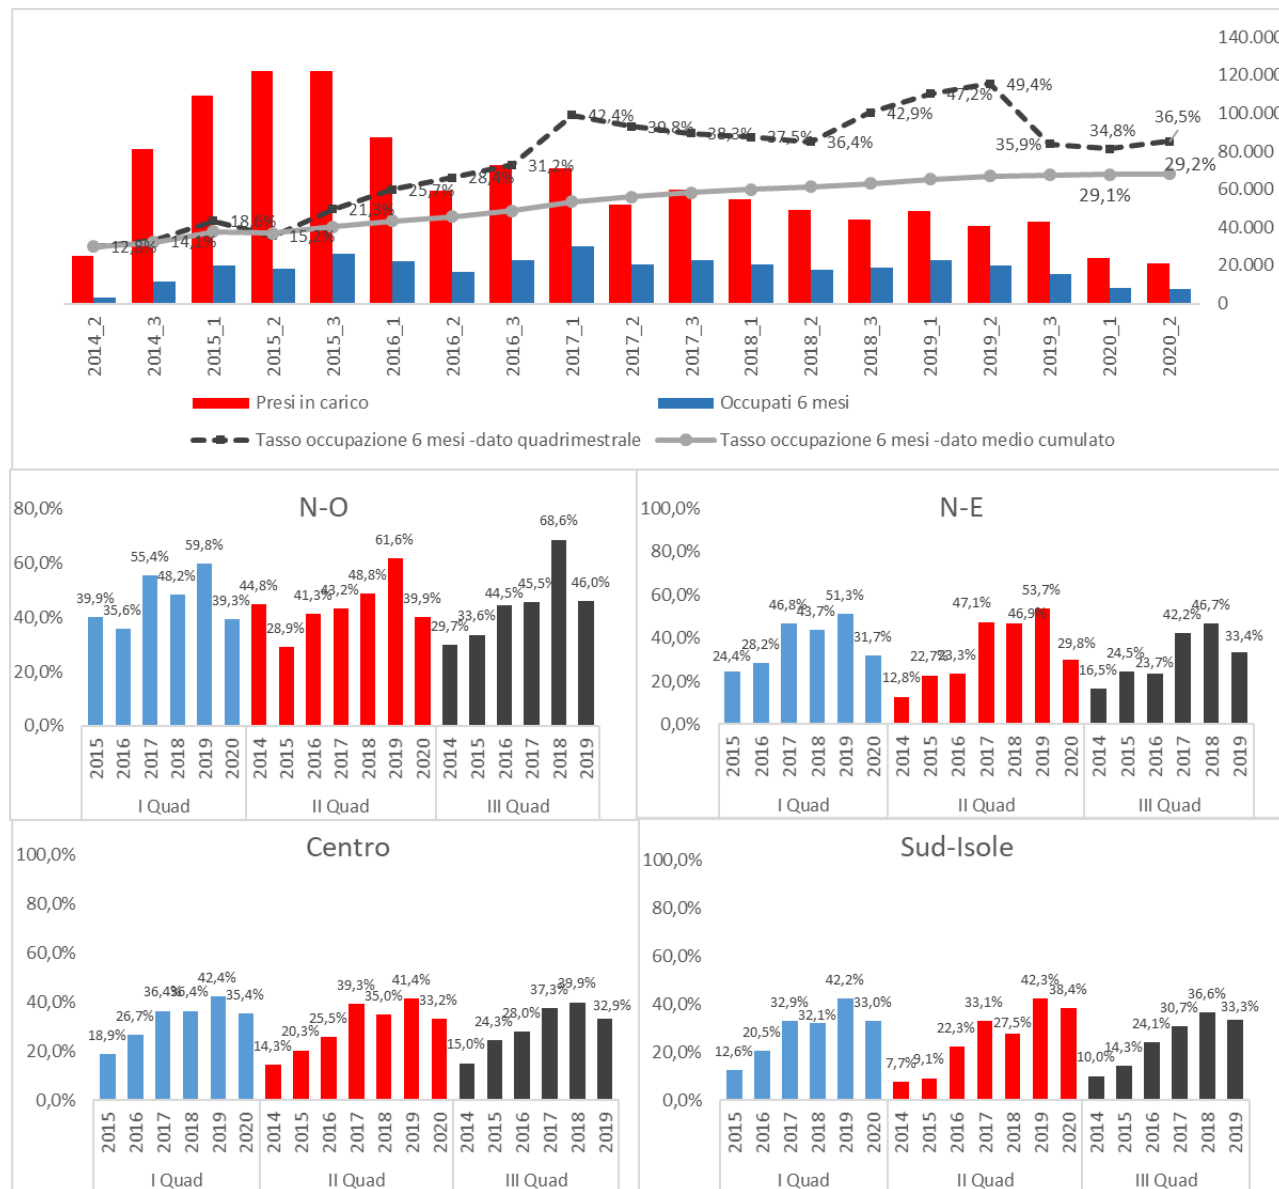 140.000
120.000
100.000
80.000
60.000
40.000
20.000
0
12,8%
14,1%
18,6%
15,2%
21,3%
25,7%
28,4%
31,2%
42,4%
39,8%
38,3%
37,5%
36,4%
42,9%
47,2%
49,4%
35,9%
34,8%
36,5%
29,1%
29,2%
2014_2 2014_3 2015_1 2015_2 2015_3 2016_1 2016_2 2016_3 2017_1 2017_2 2017_3 2018_1 2018_2 2018_3 2019_1 2019_2 2019_3 2020_1 2020_2
Presi in carico Occupati 6 mesi
Tasso occupazione 6 mesi -dato quadrimestrale Tasso occupazione 6 mesi -dato medio cumulato
N-O
80,0%
60,0%
40,0%
20,0%
0,0%
39,9% 35,6% 55,4% 48,2% 59,8% 39,3% 44,8% 28,9% 41,3% 43,2% 48,8% 61,6% 39,9% 29,7% 33,6% 44,5% 45,5% 68,6% 46,0%
2015 2016 2017 2018 2019 2020 2014 2015 2016 2017 2018 2019 2020 2014 2015 2016 2017 2018 2019
I Quad II Quad III Quad
N-E
100,0%
80,0%
60,0%
40,0%
20,0%
0,0%
24,4% 28,2% 46,8% 43,7% 51,3% 31,7% 12,8% 22,7% 23,3% 47,1% 46,9% 53,7% 29,8% 16,5% 24,5% 23,7% 42,2% 46,7% 33,4%
2015 2016 2017 2018 2019 2020 2014 2015 2016 2017 2018 2019 2020 2014 2015 2016 2017 2018 2019
I Quad II Quad III Quad
Centro
100,0%
80,0%
60,0%
40,0%
20,0%
0,0%
18,9% 26,7% 36,4% 36,4% 42,4% 35,4% 14,3% 20,3% 25,5% 39,3% 35,0% 41,4% 33,2% 15,0% 24,3% 28,0% 37,3% 39,9% 32,9%
2015 2016 2017 2018 2019 2020 2014 2015 2016 2017 2018 2019 2020 2014 2015 2016 2017 2018 2019
I Quad II Quad III Quad
Sud-Isole
100,0%
80,0%
60,0%
40,0%
20,0%
0,0%
12,6% 20,5% 32,9% 32,1% 42,2% 33,0% 7,7% 9,1% 22,3% 33,1% 27,5% 42,3% 38,4% 10,0% 14,3% 24,1% 30,7% 36,6% 33,3%
2015 2016 2017 2018 2019 2020 2014 2015 2016 2017 2018 2019 2020 2014 2015 2016 2017 2018 2019
I Quad II Quad III Quad